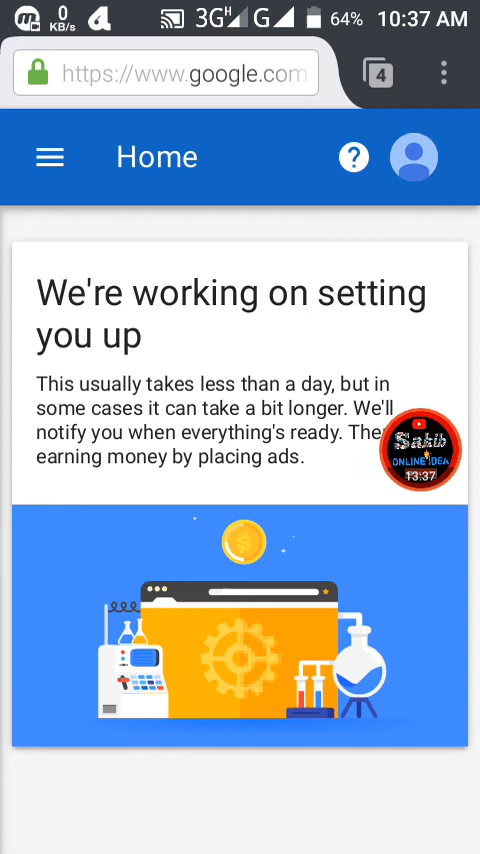 0 KB/s 3G H G 64% 10:37 AM
https://www.google.com 4
Home ?
We're working on setting
you up
This usually takes less than a day, but in
some cases it can take a bit longer. We'll
notify you when everything's ready.
earning money by placing ads.
Sakib
ONLINE IDEA
13:37
$